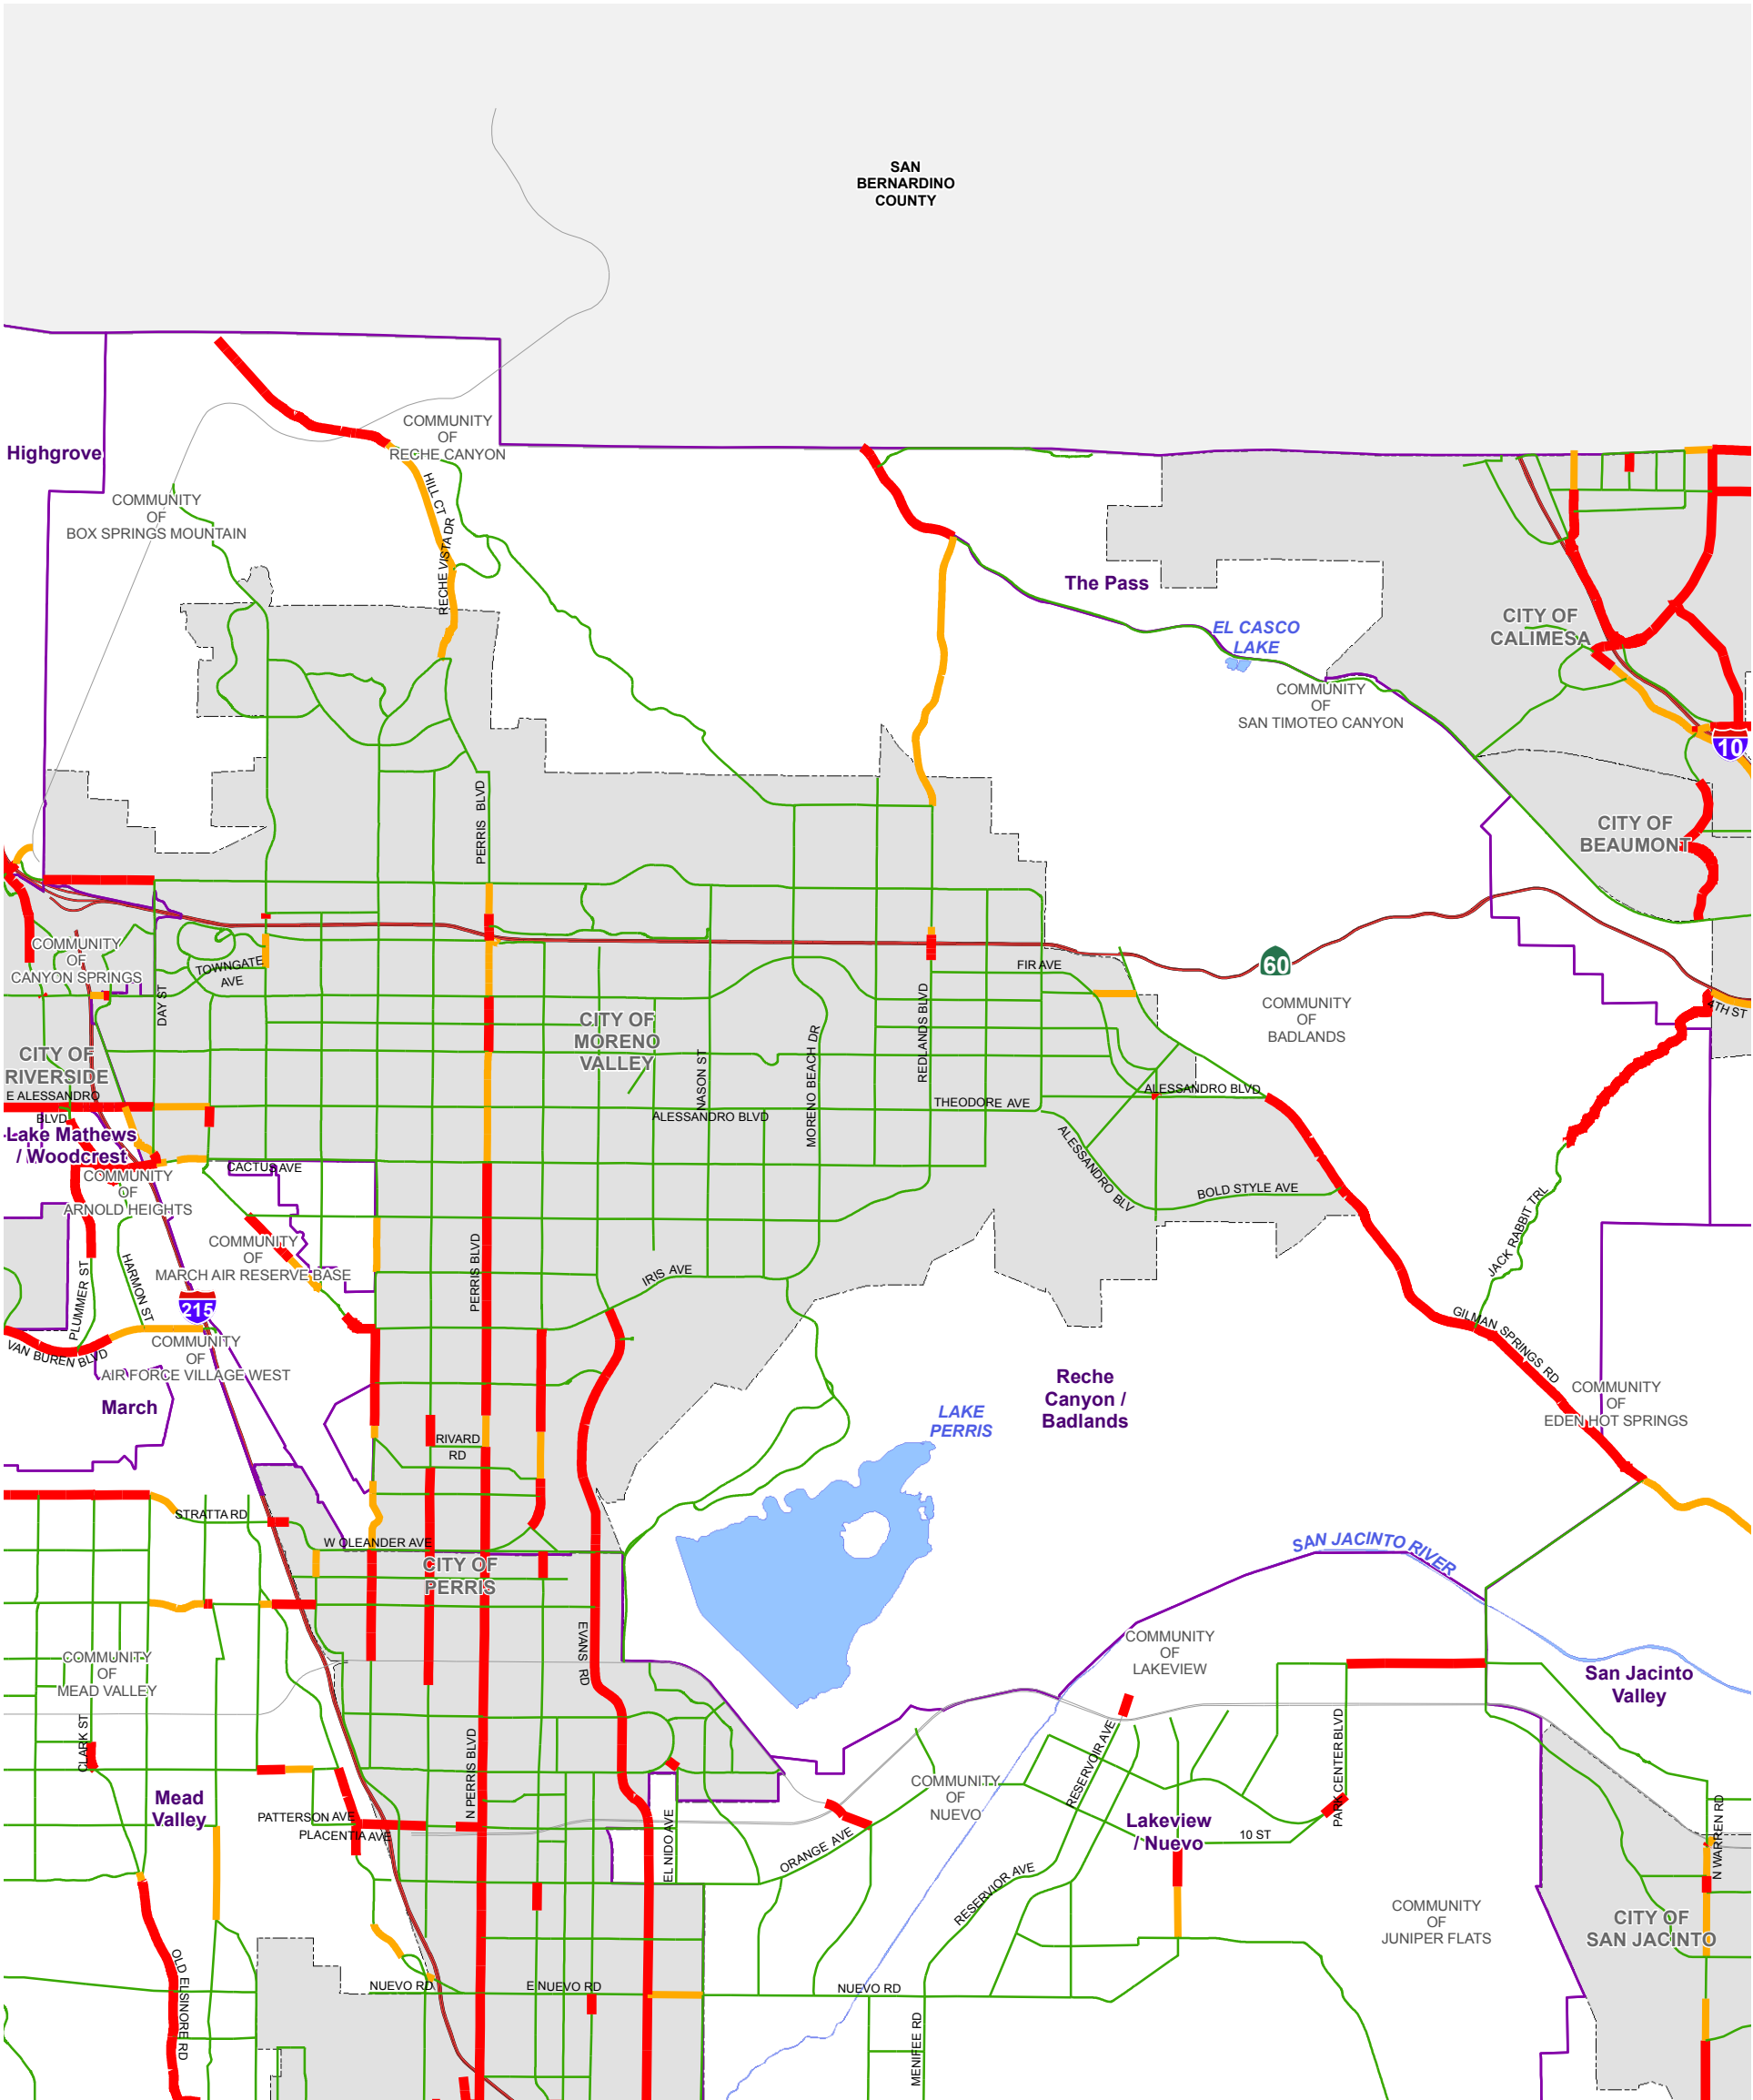 SAN
BERNARDINO
COUNTY
COMMUNITY
OF
RECHE CANYON
Highgrove
HILL CT
COMMUNITY
OF
BOX SPRINGS MOUNTAIN
RECHE VISTA DR
The Pass
EL CASCO
LAKE
CITY OF
CALIMESA
COMMUNITY
OF
SAN TIMOTEO CANYON
10
PERRIS BLVD
CITY OF
BEAUMONT
COMMUNITY
OF
CANYON SPRINGS
TOWNGATE
AVE
DAY ST
FIR AVE
60
COMMUNITY
OF
BADLANDS
4TH ST
CITY OF
MORENO
VALLEY
REDLANDS BLVD
MORENO BEACH DR
NASON ST
CITY OF
RIVERSIDE
E ALESSANDRO
BLVD
ALESSANDRO BLVD
THEODORE AVE
ALESSANDRO BLVD
Lake Mathews
/ Woodcrest
CACTUS AVE
COMMUNITY
OF
ARNOLD HEIGHTS
ALESSANDRO BLV
BOLD STYLE AVE
JACK RABBIT TRL
COMMUNITY
OF
MARCH AIR RESERVE BASE
PERRIS BLVD
IRIS AVE
PLUMMER ST
HARMON ST
215
VAN BUREN BLVD
COMMUNITY
OF
AIR FORCE VILLAGE WEST
GILMAN SPRINGS RD
March
Reche
Canyon /
Badlands
COMMUNITY
OF
EDEN HOT SPRINGS
LAKE
PERRIS
RIVARD
RD
STRATTA RD
W OLEANDER AVE
CITY OF
PERRIS
SAN JACINTO RIVER
EVANS RD
COMMUNITY
OF
LAKEVIEW
COMMUNITY
OF
MEAD VALLEY
San Jacinto
Valley
CLARK ST
N PERRIS BLVD
RESERVOIR AVE
PARK CENTER BLVD
COMMUNITY
OF
NUEVO
Mead
Valley
PATTERSON AVE
PLACENTIA AVE
EL NIDO AVE
ORANGE AVE
Lakeview
/ Nuevo
10 ST
N WARREN RD
RESERVIOR AVE
COMMUNITY
OF
JUNIPER FLATS
CITY OF
SAN JACINTO
OLD ELSINORE RD
NUEVO RD
E NUEVO RD
NUEVO RD
MENIFEE RD